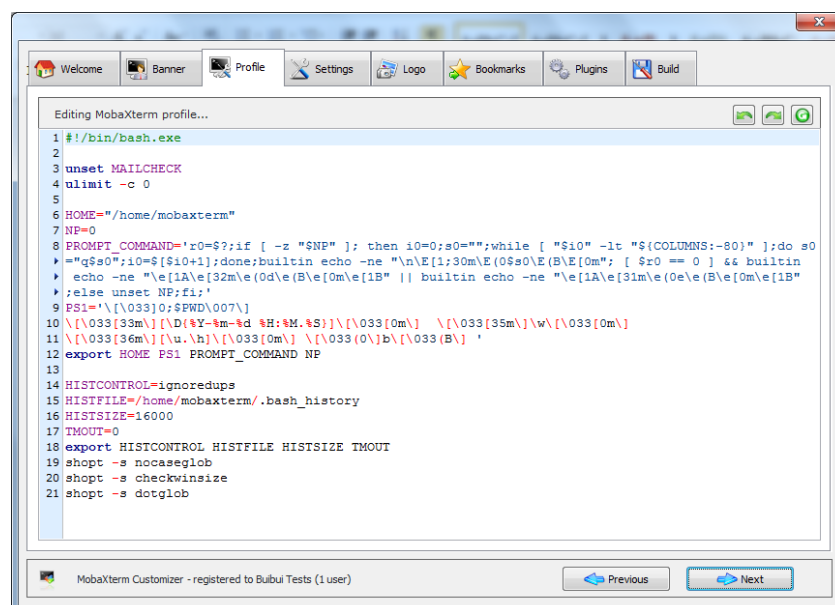 Welcome Banner Profile Settings Logo Bookmarks Plugins Build
Editing MobaXterm profile...
1 #!/bin/bash.exe
2
3 unset MAILCHECK
4 ulimit -c 0
5
6 HOME="/home/mobaxterm"
7 NP=0
8 PROMPT_COMMAND='r0=$?;if [ -z "$NP" ]; then i0=0;s0="";while [ "$i0" -lt "${COLUMNS:-80}" ];do s0
="q$s0";i0=$[$i0+1];done;builtin echo -ne "\n\E[1;30m\E(0$s0\E(B\E[0m"; [ $r0 == 0 ] && builtin
echo -ne "\e[1A\e[32m\e(0d\e(B\e[0m\e[1B" || builtin echo -ne "\e[1A\e[31m\e(0e\e(B\e[0m\e[1B"
;else unset NP;fi;'
9 PS1='\[\033]0;$PWD\007\]
10 \[\033[33m\][\D{%Y-%m-%d %H:%M.%S}]\[\033[0m\]  \[\033[35m\]\w\[\033[0m\]
11 \[\033[36m\][\u.\h]\[\033[0m\] \[\033(0\]b\[\033(B\] '
12 export HOME PS1 PROMPT_COMMAND NP
13
14 HISTCONTROL=ignoredups
15 HISTFILE=/home/mobaxterm/.bash_history
16 HISTSIZE=16000
17 TMOUT=0
18 export HISTCONTROL HISTFILE HISTSIZE TMOUT
19 shopt -s nocaseglob
20 shopt -s checkwinsize
21 shopt -s dotglob
MobaXterm Customizer - registered to Buibui Tests (1 user) Previous Next